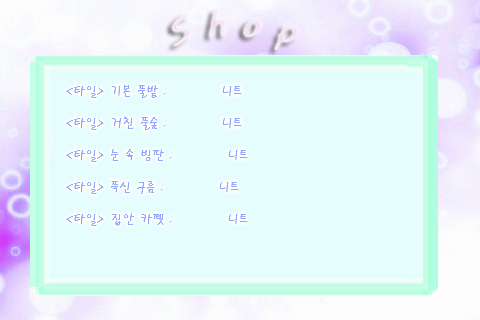 Shop
<타일> 기본 풀밭 : 니트
<타일> 거친 풀숲 : 니트
<타일> 눈 속 빙판 : 니트
<타일> 푹신 구름 : 니트
<타일> 집안 카펫 : 니트